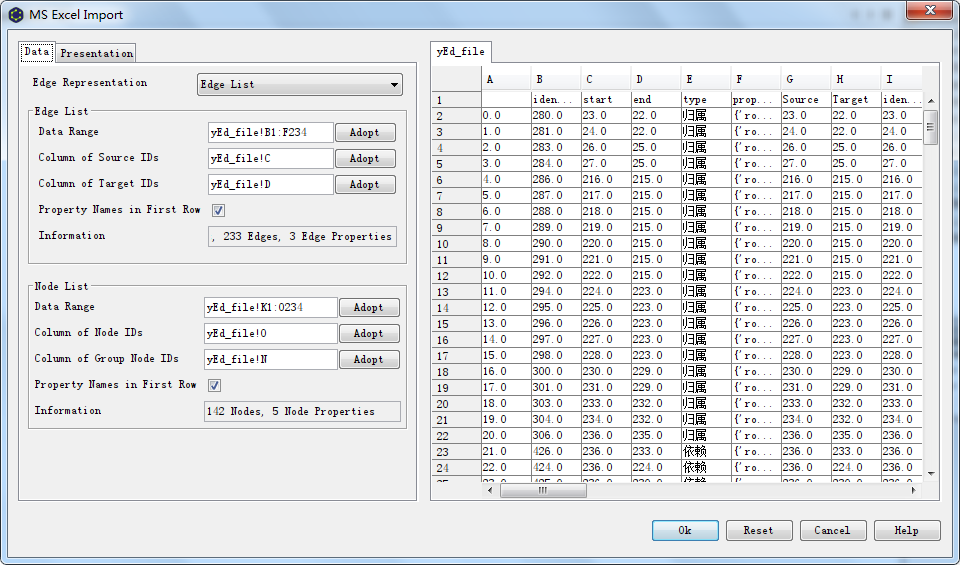 MS Excel Import
Data Presentation
Edge Representation Edge List
Edge List
Data Range yEd_file!B1:F234 Adopt
Column of Source IDs yEd_file!C Adopt
Column of Target IDs yEd_file!D Adopt
Property Names in First Row
Information , 233 Edges, 3 Edge Properties
Node List
Data Range yEd_file!K1:O234 Adopt
Column of Node IDs yEd_file!O Adopt
Column of Group Node IDs yEd_file!N Adopt
Property Names in First Row
Information 142 Nodes, 5 Node Properties
yEd_file
A B C D E F G H I
1 iden... start end type prop... Source Target iden...
2 0.0 280.0 23.0 22.0 归属 {'ro... 23.0 22.0 23.0
3 1.0 281.0 24.0 22.0 归属 {'ro... 24.0 22.0 24.0
4 2.0 283.0 26.0 25.0 归属 {'ro... 26.0 25.0 26.0
5 3.0 284.0 27.0 25.0 归属 {'ro... 27.0 25.0 27.0
6 4.0 286.0 216.0 215.0 归属 {'ro... 216.0 215.0 216.0
7 5.0 287.0 217.0 215.0 归属 {'ro... 217.0 215.0 217.0
8 6.0 288.0 218.0 215.0 归属 {'ro... 218.0 215.0 218.0
9 7.0 289.0 219.0 215.0 归属 {'ro... 219.0 215.0 219.0
10 8.0 290.0 220.0 215.0 归属 {'ro... 220.0 215.0 220.0
11 9.0 291.0 221.0 215.0 归属 {'ro... 221.0 215.0 221.0
12 10.0 292.0 222.0 215.0 归属 {'ro... 222.0 215.0 222.0
13 11.0 294.0 224.0 223.0 归属 {'ro... 224.0 223.0 224.0
14 12.0 295.0 225.0 223.0 归属 {'ro... 225.0 223.0 225.0
15 13.0 296.0 226.0 223.0 归属 {'ro... 226.0 223.0 226.0
16 14.0 297.0 227.0 223.0 归属 {'ro... 227.0 223.0 227.0
17 15.0 298.0 228.0 223.0 归属 {'ro... 228.0 223.0 228.0
18 16.0 300.0 230.0 229.0 归属 {'ro... 230.0 229.0 230.0
19 17.0 301.0 231.0 229.0 归属 {'ro... 231.0 229.0 231.0
20 18.0 303.0 233.0 232.0 归属 {'ro... 233.0 232.0 233.0
21 19.0 304.0 234.0 232.0 归属 {'ro... 234.0 232.0 234.0
22 20.0 306.0 236.0 235.0 归属 {'ro... 236.0 235.0 236.0
23 21.0 426.0 236.0 233.0 依赖 {'ro... 236.0 233.0 236.0
24 22.0 424.0 236.0 224.0 依赖 {'ro... 236.0 224.0 236.0
Ok Reset Cancel Help